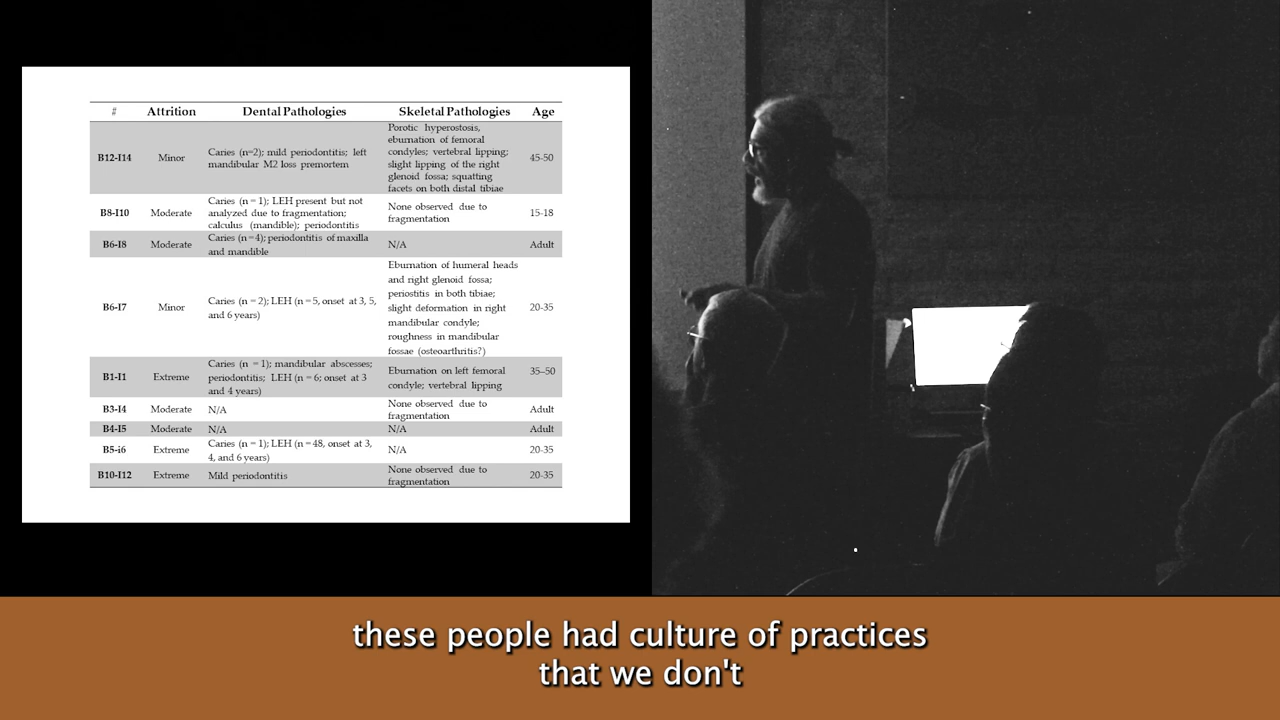 # Attrition Dental Pathologies Skeletal Pathologies Age
B12-I14 Minor Caries (n=2); mild periodontitis; left mandibular M2 loss premortem Porotic hyperostosis, eburnation of femoral condyles; vertebral lipping; slight lipping of the right glenoid fossa; squatting facets on both distal tibiae 45-50
B8-I10 Moderate Caries (n = 1); LEH present but not analyzed due to fragmentation; calculus (mandible); periodontitis None observed due to fragmentation 15-18
B6-I8 Moderate Caries (n=4); periodontitis of maxilla and mandible N/A Adult
B6-I7 Minor Caries (n = 2); LEH (n = 5, onset at 3, 5, and 6 years) Eburnation of humeral heads and right glenoid fossa; periostitis in both tibiae; slight deformation in right mandibular condyle; roughness in mandibular fossae (osteoarthritis?) 20-35
B1-I1 Extreme Caries (n = 1); mandibular abscesses; periodontitis; LEH (n = 6; onset at 3 and 4 years) Eburnation on left femoral condyle; vertebral lipping 35–50
B3-I4 Moderate N/A None observed due to fragmentation Adult
B4-I5 Moderate N/A N/A Adult
B5-i6 Extreme Caries (n = 1); LEH (n = 48, onset at 3, 4, and 6 years) N/A 20-35
B10-I12 Extreme Mild periodontitis None observed due to fragmentation 20-35
these people had culture of practices
that we don't